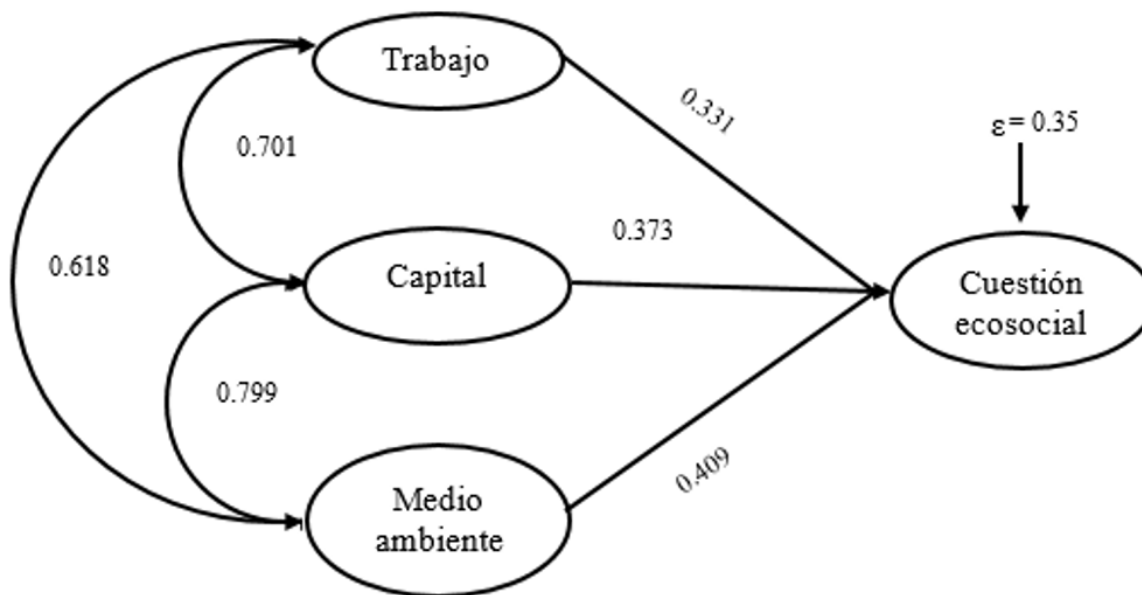 Trabajo
0.331
ε = 0.35
0.701
0.618
Capital
0.373
Cuestión
ecosocial
0.799
0.409
Medio
ambiente